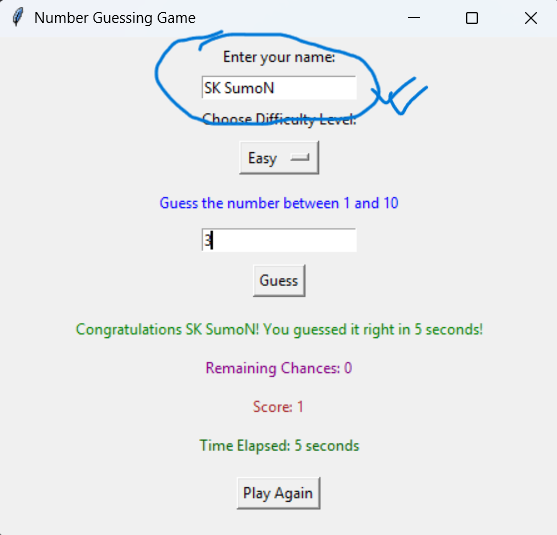 Number Guessing Game
Enter your name:
SK SumoN
Choose Difficulty Level:
Easy
Guess the number between 1 and 10
3
Guess
Congratulations SK SumoN! You guessed it right in 5 seconds!
Remaining Chances: 0
Score: 1
Time Elapsed: 5 seconds
Play Again